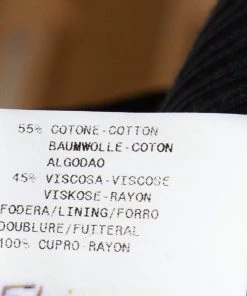 55% COTONE-COTTON
BAUMWOLLE-COTON
ALGODAO
45% VISCOSA-VISCOSE
VISKOSE-RAYON
FODERA/LINING/FORRO
DOUBLURE/FUTTERAL
100% CUPRO-RAYON